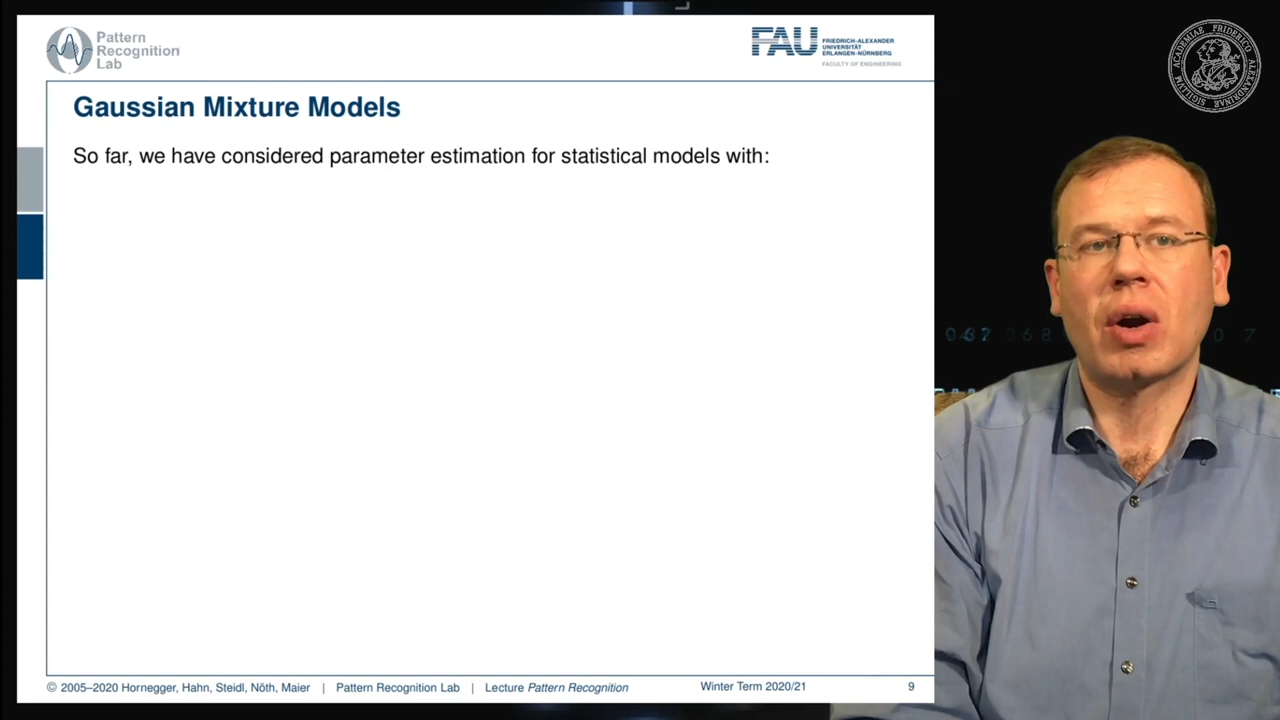 Pattern
Recognition
Lab
FAU
FRIEDRICH-ALEXANDER
UNIVERSITÄT
ERLANGEN-NÜRNBERG
FACULTY OF ENGINEERING
Gaussian Mixture Models
So far, we have considered parameter estimation for statistical models with:
© 2005–2020 Hornegger, Hahn, Steidl, Nöth, Maier | Pattern Recognition Lab | Lecture Pattern Recognition Winter Term 2020/21 9